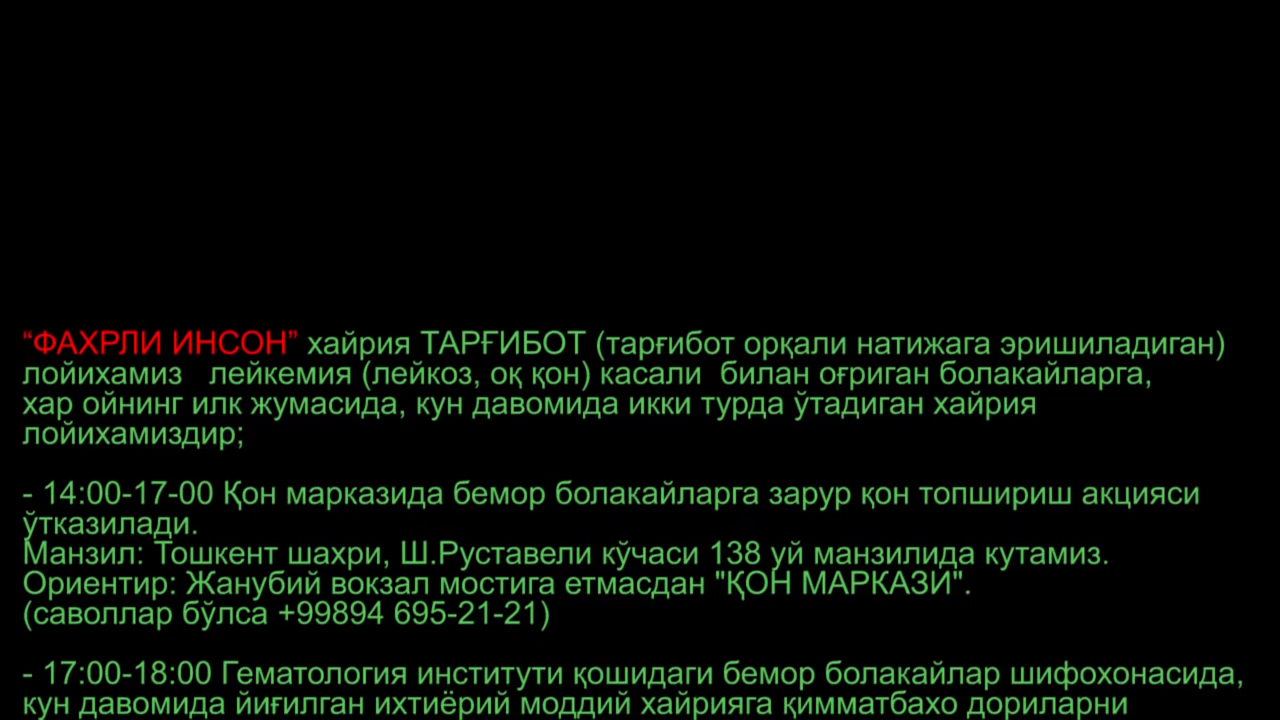 “ФАХРЛИ ИНСОН” хайрия ТАРҒИБОТ (тарғибот орқали натижага эришиладиган)
лойихамиз лейкемия (лейкоз, оқ қон) касали билан оғриган болакайларга,
хар ойнинг илк жумасида, кун давомида икки турда ўтадиган хайрия
лойихамиздир;
- 14:00-17-00 Қон марказида бемор болакайларга зарур қон топшириш акцияси
ўтказилади.
Манзил: Тошкент шахри, Ш.Руставели кўчаси 138 уй манзилида кутамиз.
Ориентир: Жанубий вокзал мостига етмасдан "ҚОН МАРКАЗИ".
(саволлар бўлса +99894 695-21-21)
- 17:00-18:00 Гематология институти қошидаги бемор болакайлар шифохонасида,
кун давомида йиғилган ихтиёрий моддий хайрияга қимматбахо дориларни